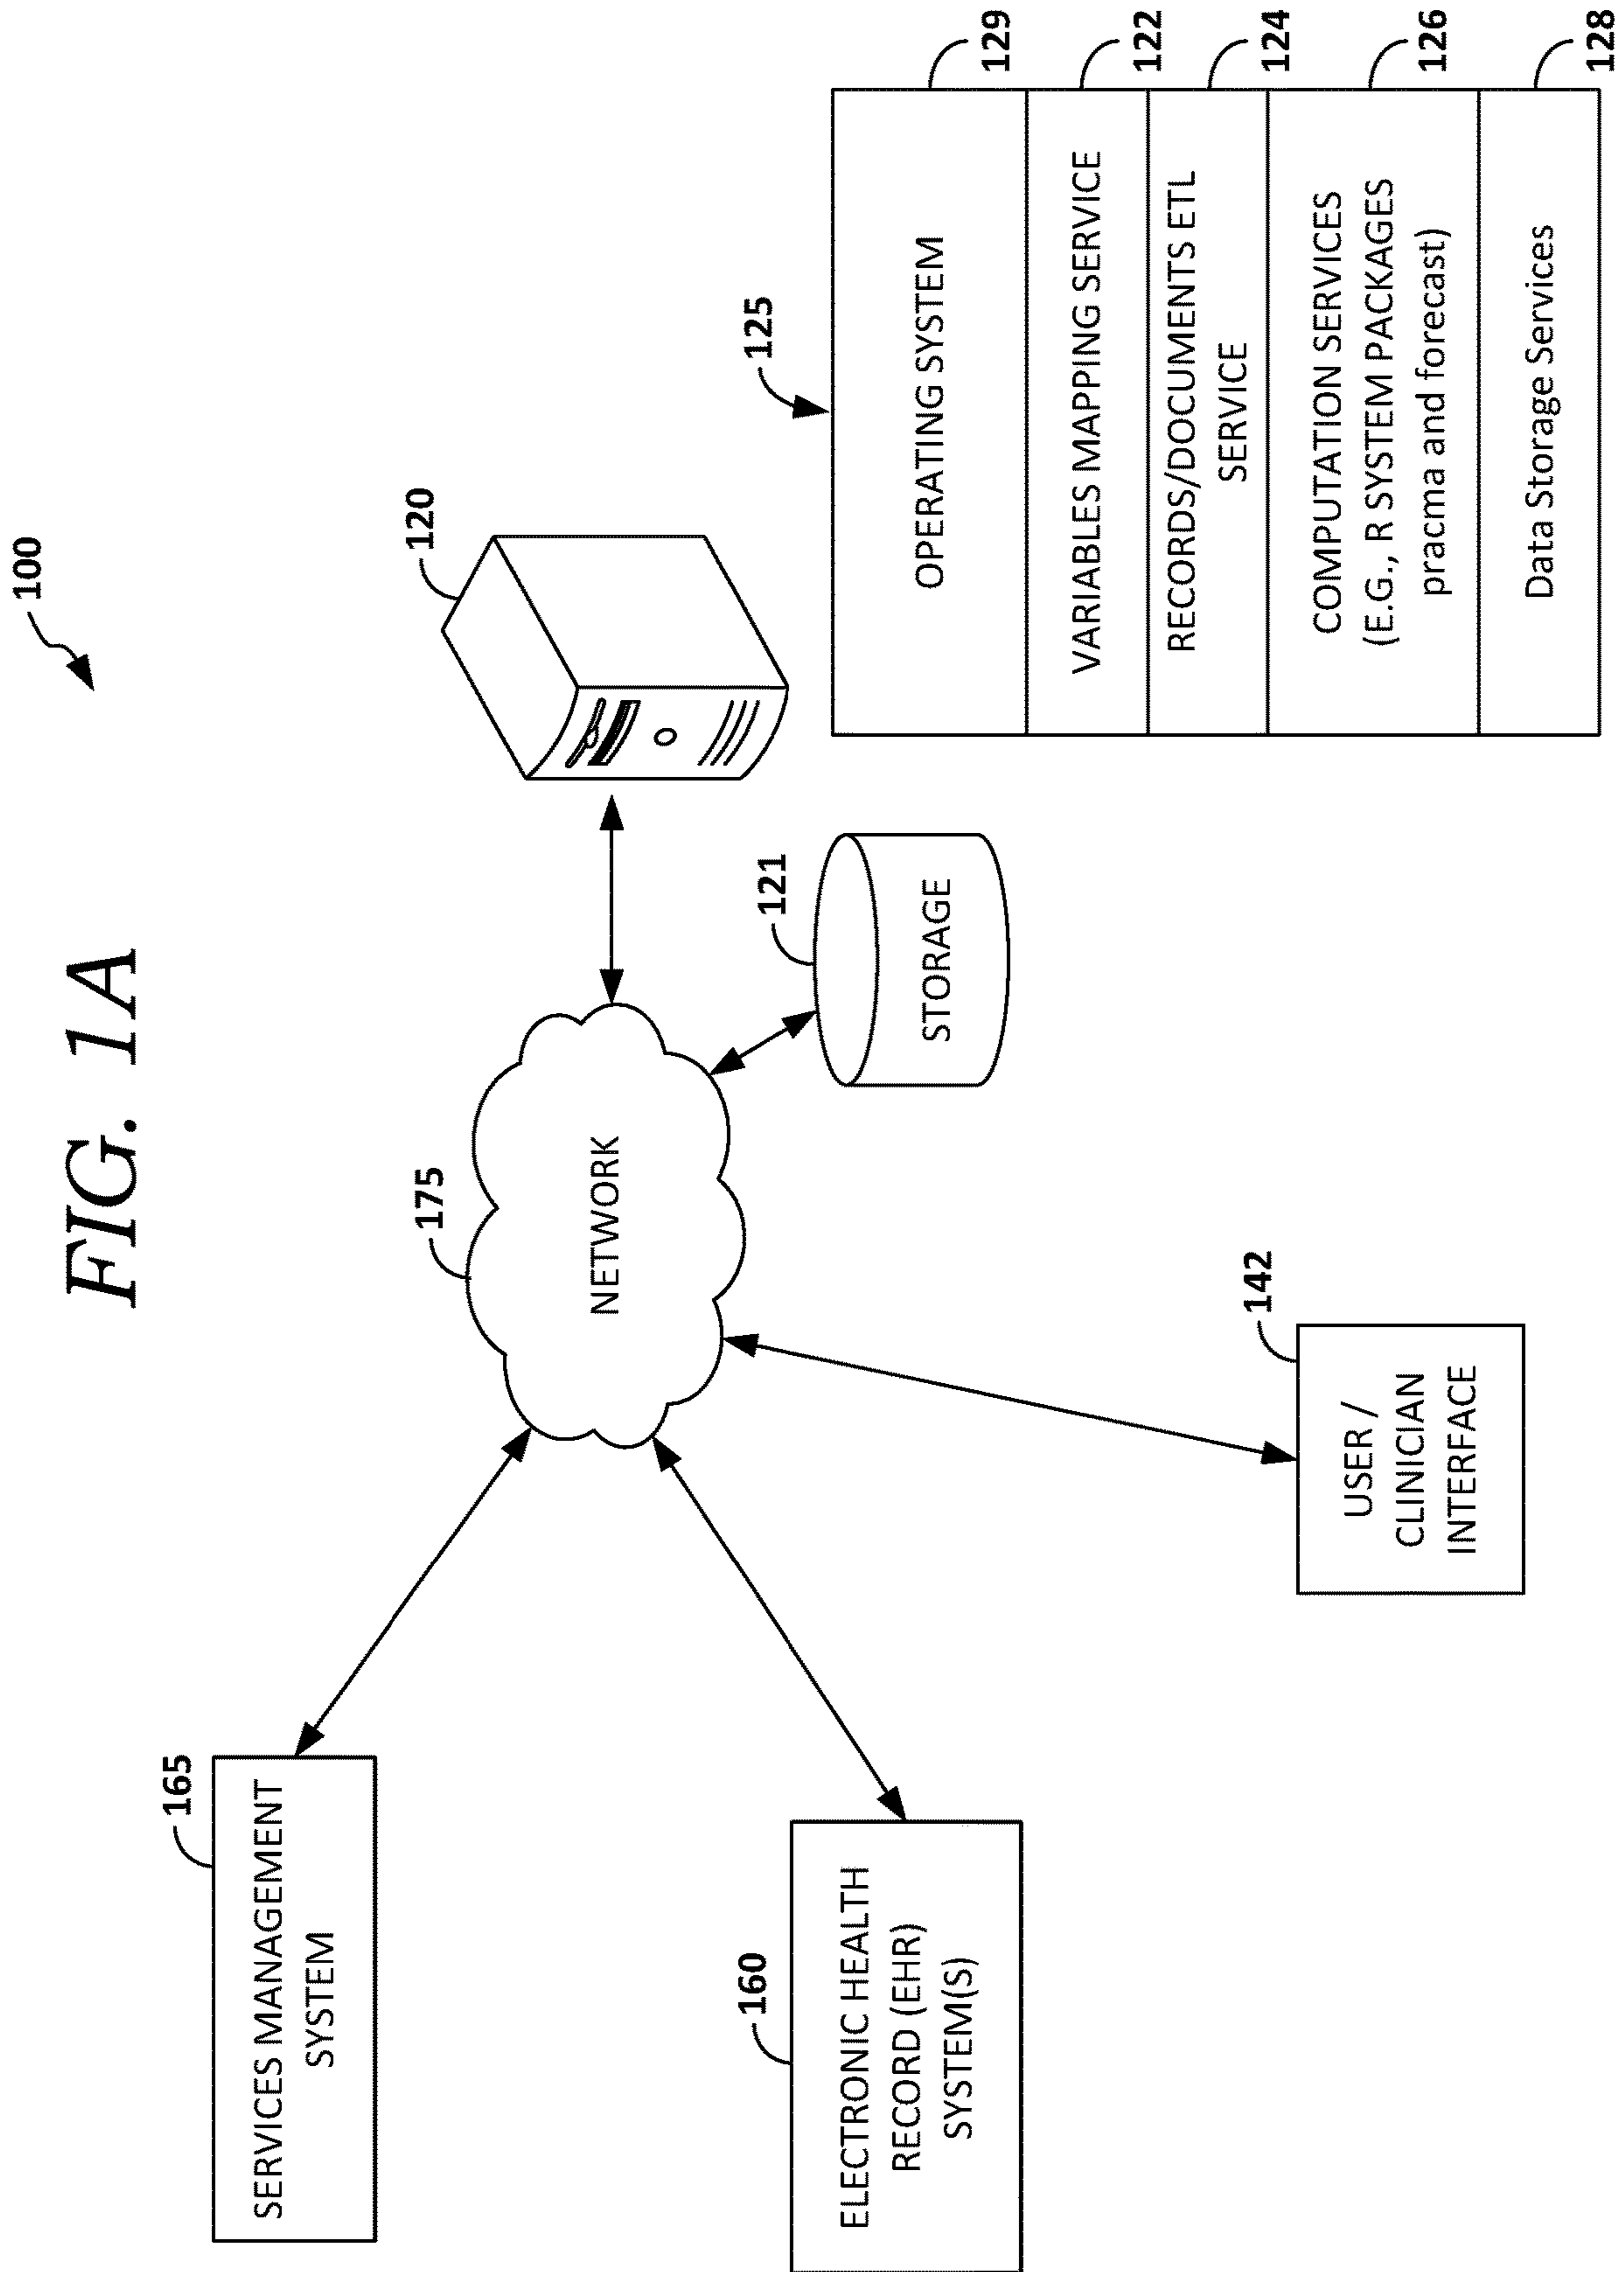 FIG. 1A
100
165
SERVICES MANAGEMENT
SYSTEM
175
NETWORK
120
160
ELECTRONIC HEALTH
RECORD (EHR)
SYSTEM(S)
121
STORAGE
142
USER /
CLINICIAN
INTERFACE
125
OPERATING SYSTEM
129
VARIABLES MAPPING SERVICE
122
RECORDS/DOCUMENTS ETL
SERVICE
124
COMPUTATION SERVICES
(E.G., R SYSTEM PACKAGES
pracma and forecast)
126
Data Storage Services
128